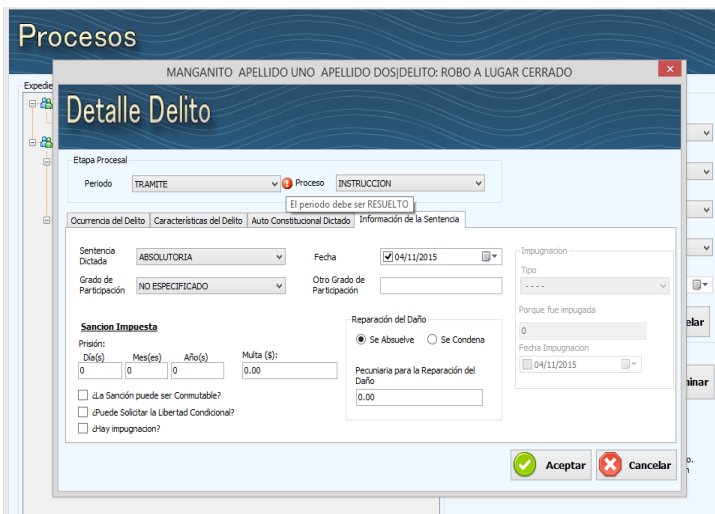 Procesos
MANGANITO APELLIDO UNO APELLIDO DOS|DELITO: ROBO A LUGAR CERRADO
Expedie
Detalle Delito
Etapa Procesal
Periodo TRAMITE Proceso INSTRUCCION
El periodo debe ser RESUELTO
Ocurrencia del Delito Características del Delito Auto Constitucional Dictado Información de la Sentencia
Sentencia Dictada ABSOLUTORIA Fecha 04/11/2015
Grado de Participación NO ESPECIFICADO Otro Grado de Participación
Impugnacion
Tipo
----
Porque fue impugada
0
Fecha Impugnacion
04/11/2015
Sancion Impuesta
Prisión:
Día(s) Mes(es) Año(s) Multa ($):
0 0 0 0.00
Reparación del Daño
Se Absuelve Se Condena
Pecuniaria para la Reparación del
Daño
0.00
¿La Sanción puede ser Conmutable?
¿Puede Solicitar la Libertad Condicional?
¿Hay impugnacion?
Aceptar Cancelar
elar
inar